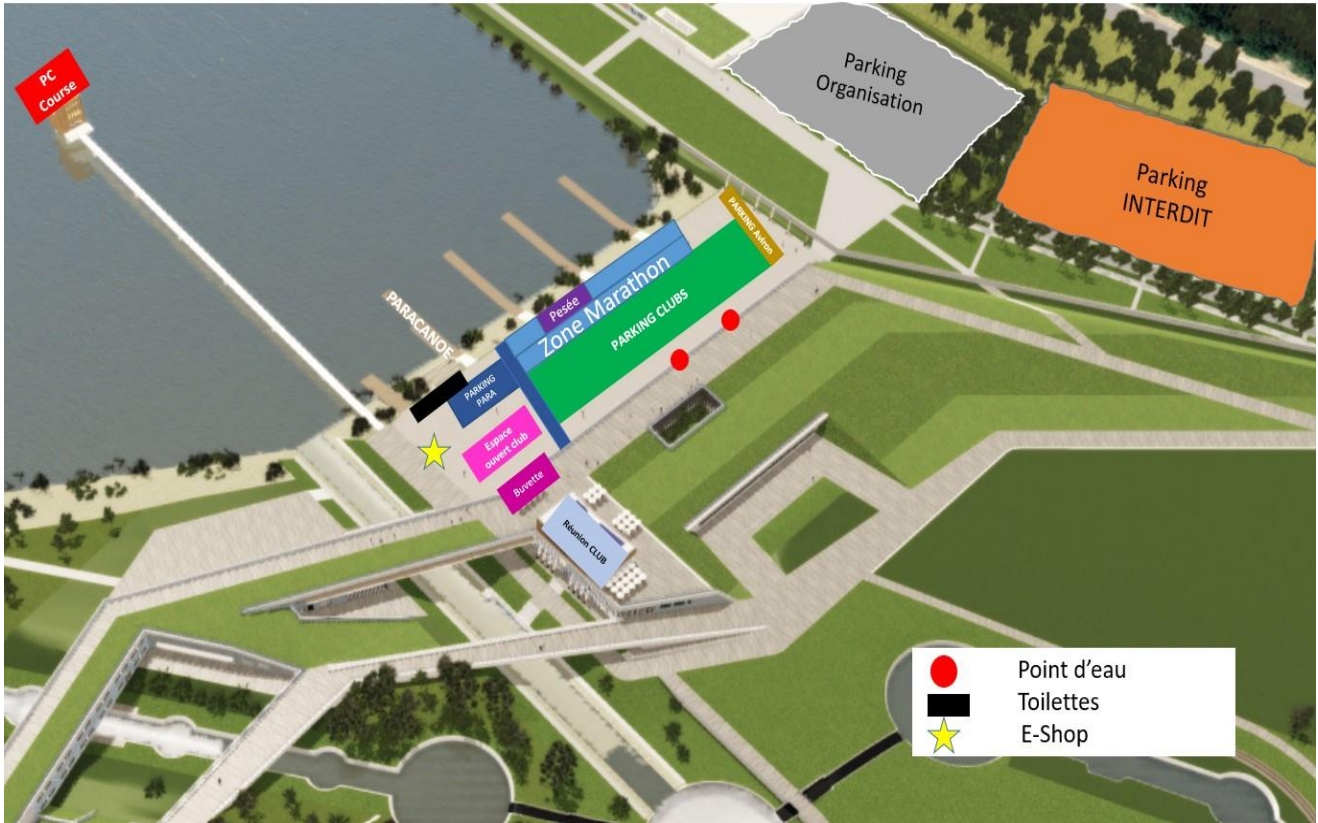 PC
Course
Parking
Organisation
Parking
INTERDIT
PARKING Aviron
Pesée
Zone Marathon
PARKING CLUBS
PARACANOE
PARKING
PARA
Espace
ouvert club
Buvette
Réunion CLUB
Point d'eau
Toilettes
E-Shop